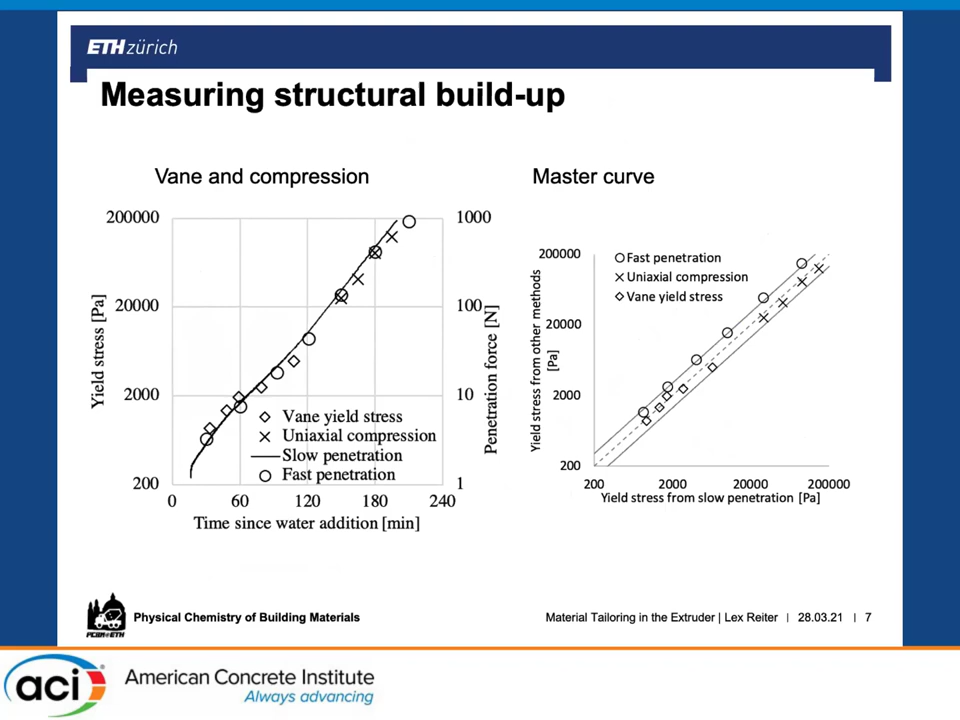 ETH zürich
Measuring structural build-up
Vane and compression
200000
20000
2000
200
Yield stress [Pa]
1000
100
10
1
Penetration force [N]
0 60 120 180 240
Time since water addition [min]
Vane yield stress
Uniaxial compression
Slow penetration
Fast penetration
Master curve
200000
20000
2000
200
Yield stress from other methods
[Pa]
Fast penetration
Uniaxial compression
Vane yield stress
200 2000 20000 200000
Yield stress from slow penetration [Pa]
PCBM@ETH
Physical Chemistry of Building Materials
Material Tailoring in the Extruder | Lex Reiter | 28.03.21 | 7
aci
American Concrete Institute
Always advancing